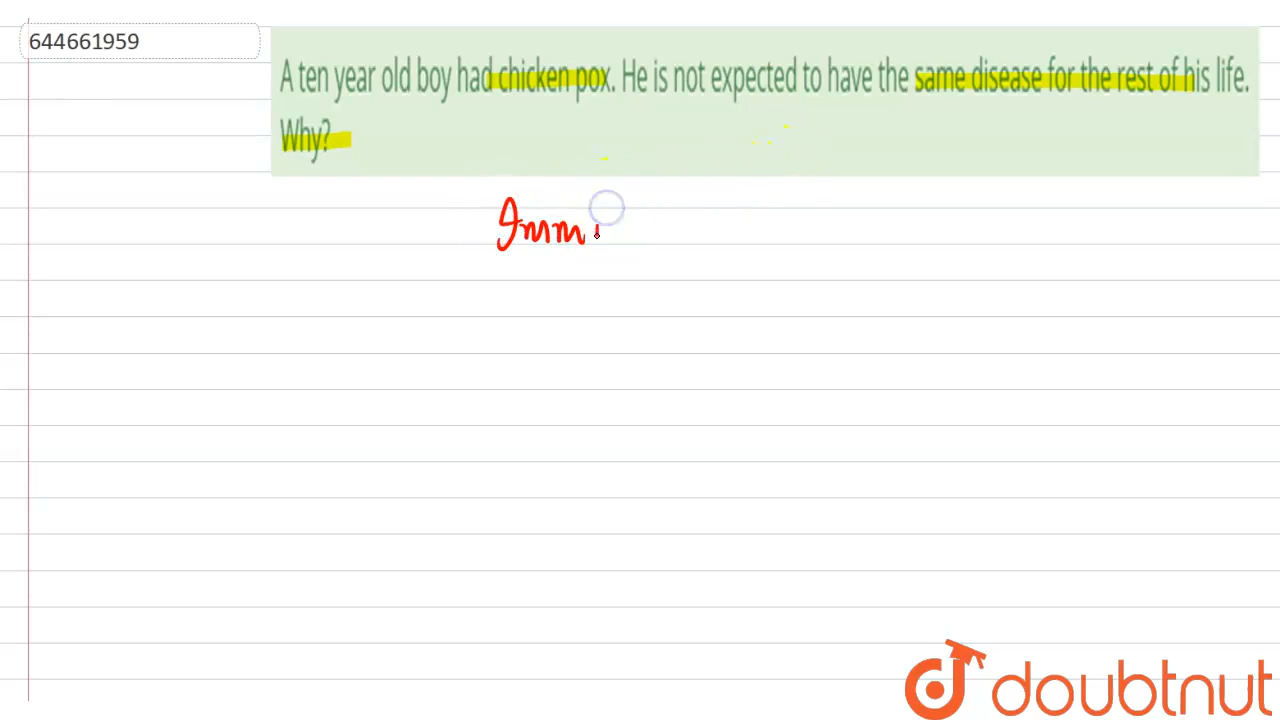 644661959
A ten year old boy had chicken pox. He is not expected to have the same disease for the rest of his life.
Why?
Imm
doubtnut